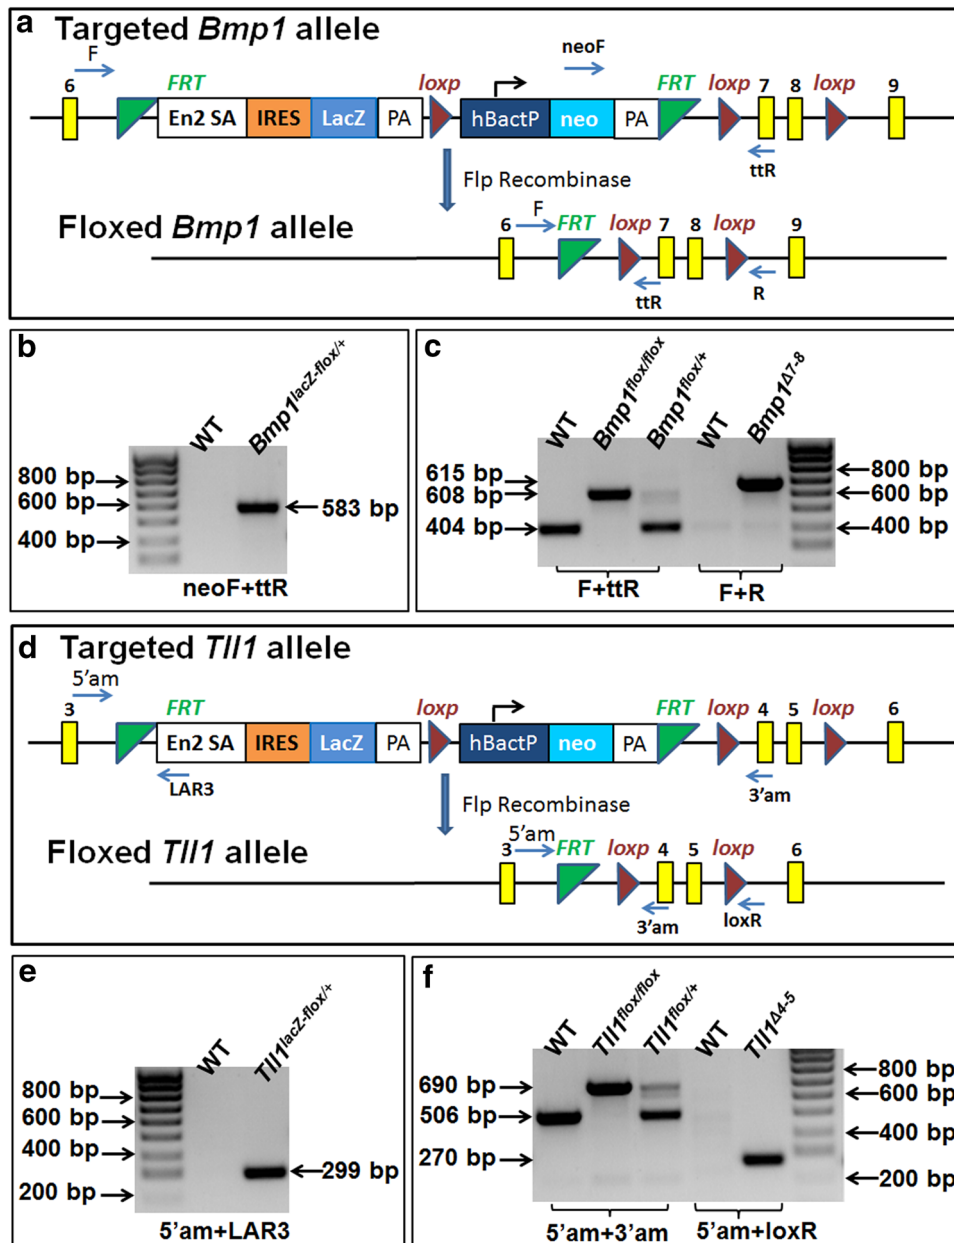 a Targeted Bmp1 allele
6 F FRT loxp neoF FRT loxp 7 8 loxp 9
En2 SA IRES LacZ PA hBactP neo PA
ttR
Flp Recombinase
Floxed Bmp1 allele
6 F FRT loxp 7 8 loxp 9
ttR R
b
WT Bmp1lacZ-flox/+
800 bp
600 bp
400 bp
583 bp
neoF+ttR
c
WT Bmp1flox/flox Bmp1flox/+ WT Bmp1Δ7-8
615 bp
608 bp
404 bp
800 bp
600 bp
400 bp
F+ttR F+R
d Targeted Tll1 allele
5'am
3 FRT loxp FRT loxp 4 5 loxp 6
En2 SA IRES LacZ PA hBactP neo PA
LAR3 3'am
Flp Recombinase
Floxed Tll1 allele
3 5'am FRT loxp 4 5 loxp 6
3'am loxR
e
WT Tll1lacZ-flox/+
800 bp
600 bp
400 bp
200 bp
299 bp
5'am+LAR3
f
WT Tll1flox/flox Tll1flox/+ WT Tll1Δ4-5
690 bp
506 bp
270 bp
800 bp
600 bp
400 bp
200 bp
5'am+3'am 5'am+loxR